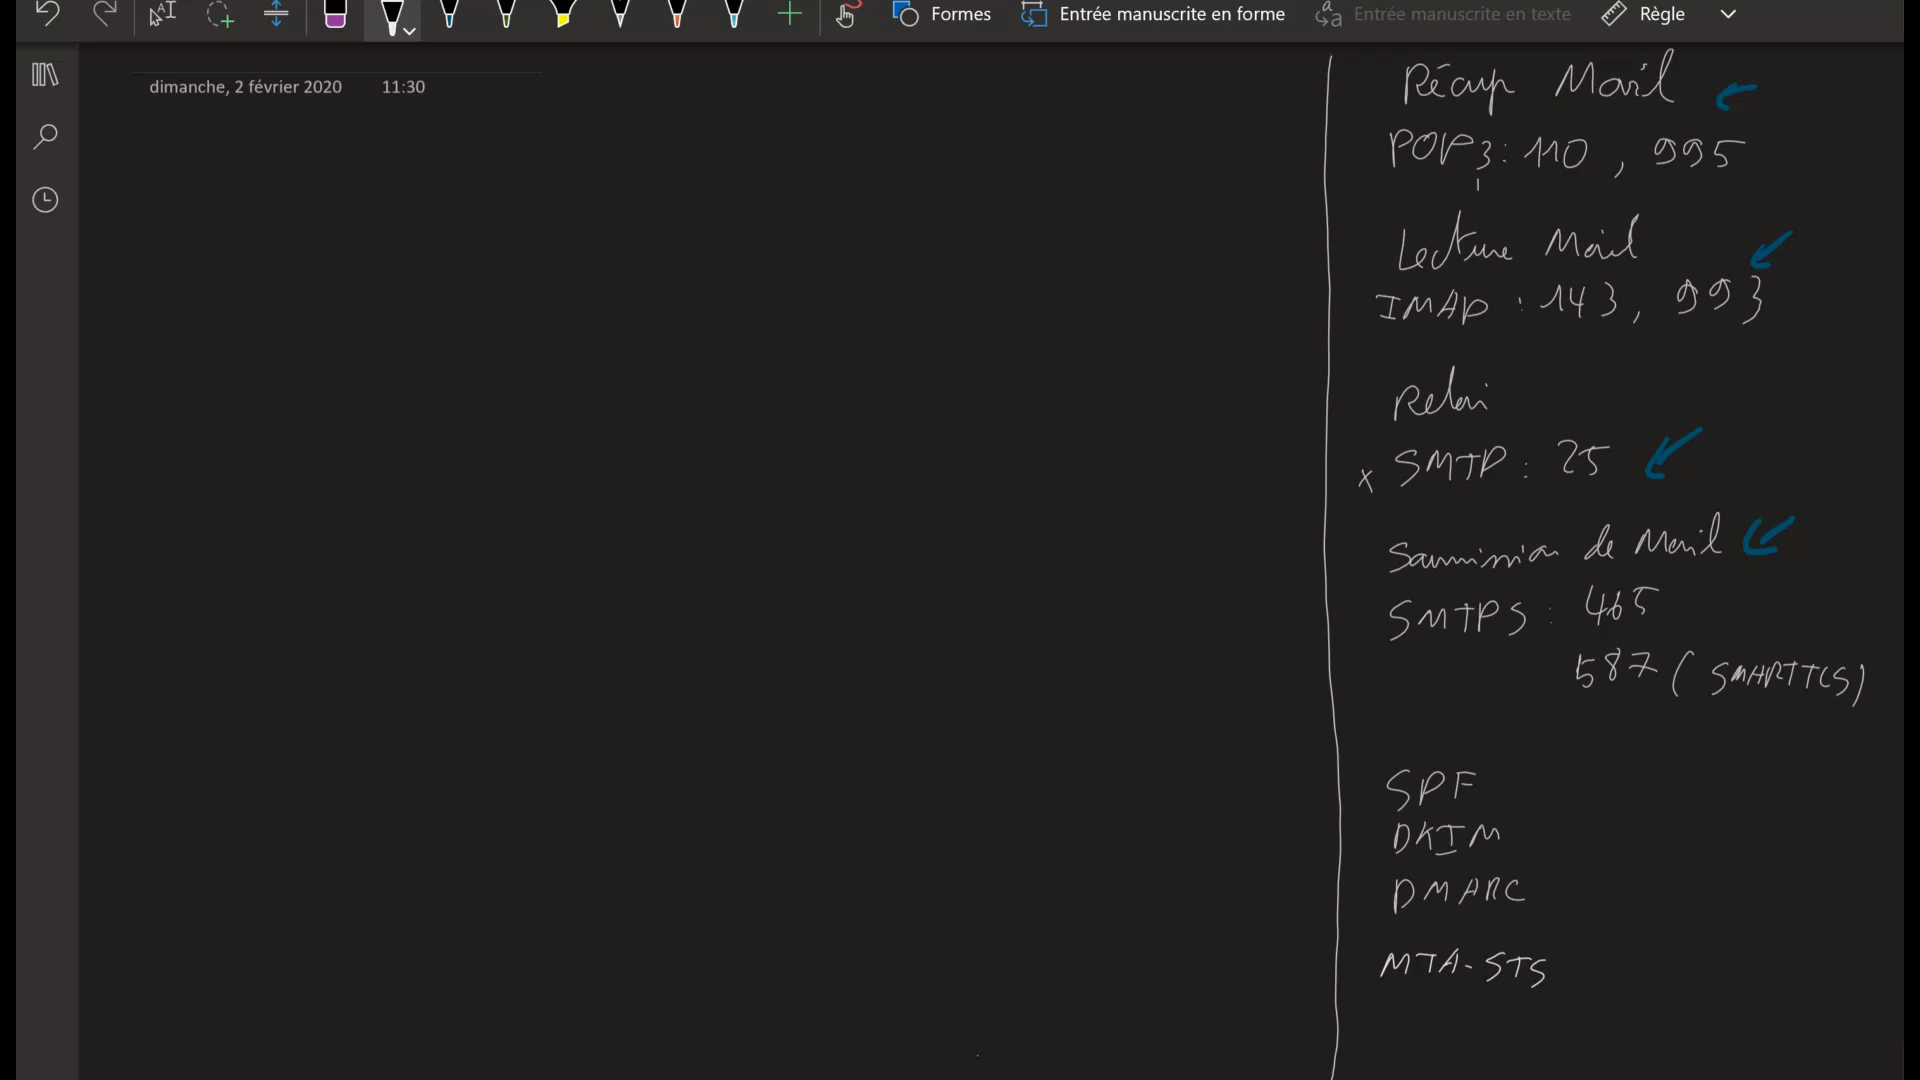 Formes Entrée manuscrite en forme Entrée manuscrite en texte Règle
dimanche, 2 février 2020 11:30
Récup Mail
POP3: 110, 995
Lecture Mail
IMAP : 143, 993
Relai
x SMTP : 25
Soumission de Mail
SMTPS : 465
587 (SMARTTLS)
SPF
DKIM
DMARC
MTA-STS